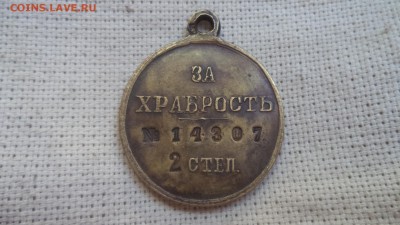 COINS.LAVE.RU
ЗА
ХРАБРОСТЬ
№ 14307.
2 СТЕП.